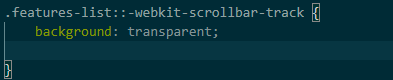 .features-list::-webkit-scrollbar-track {
background: transparent;
}